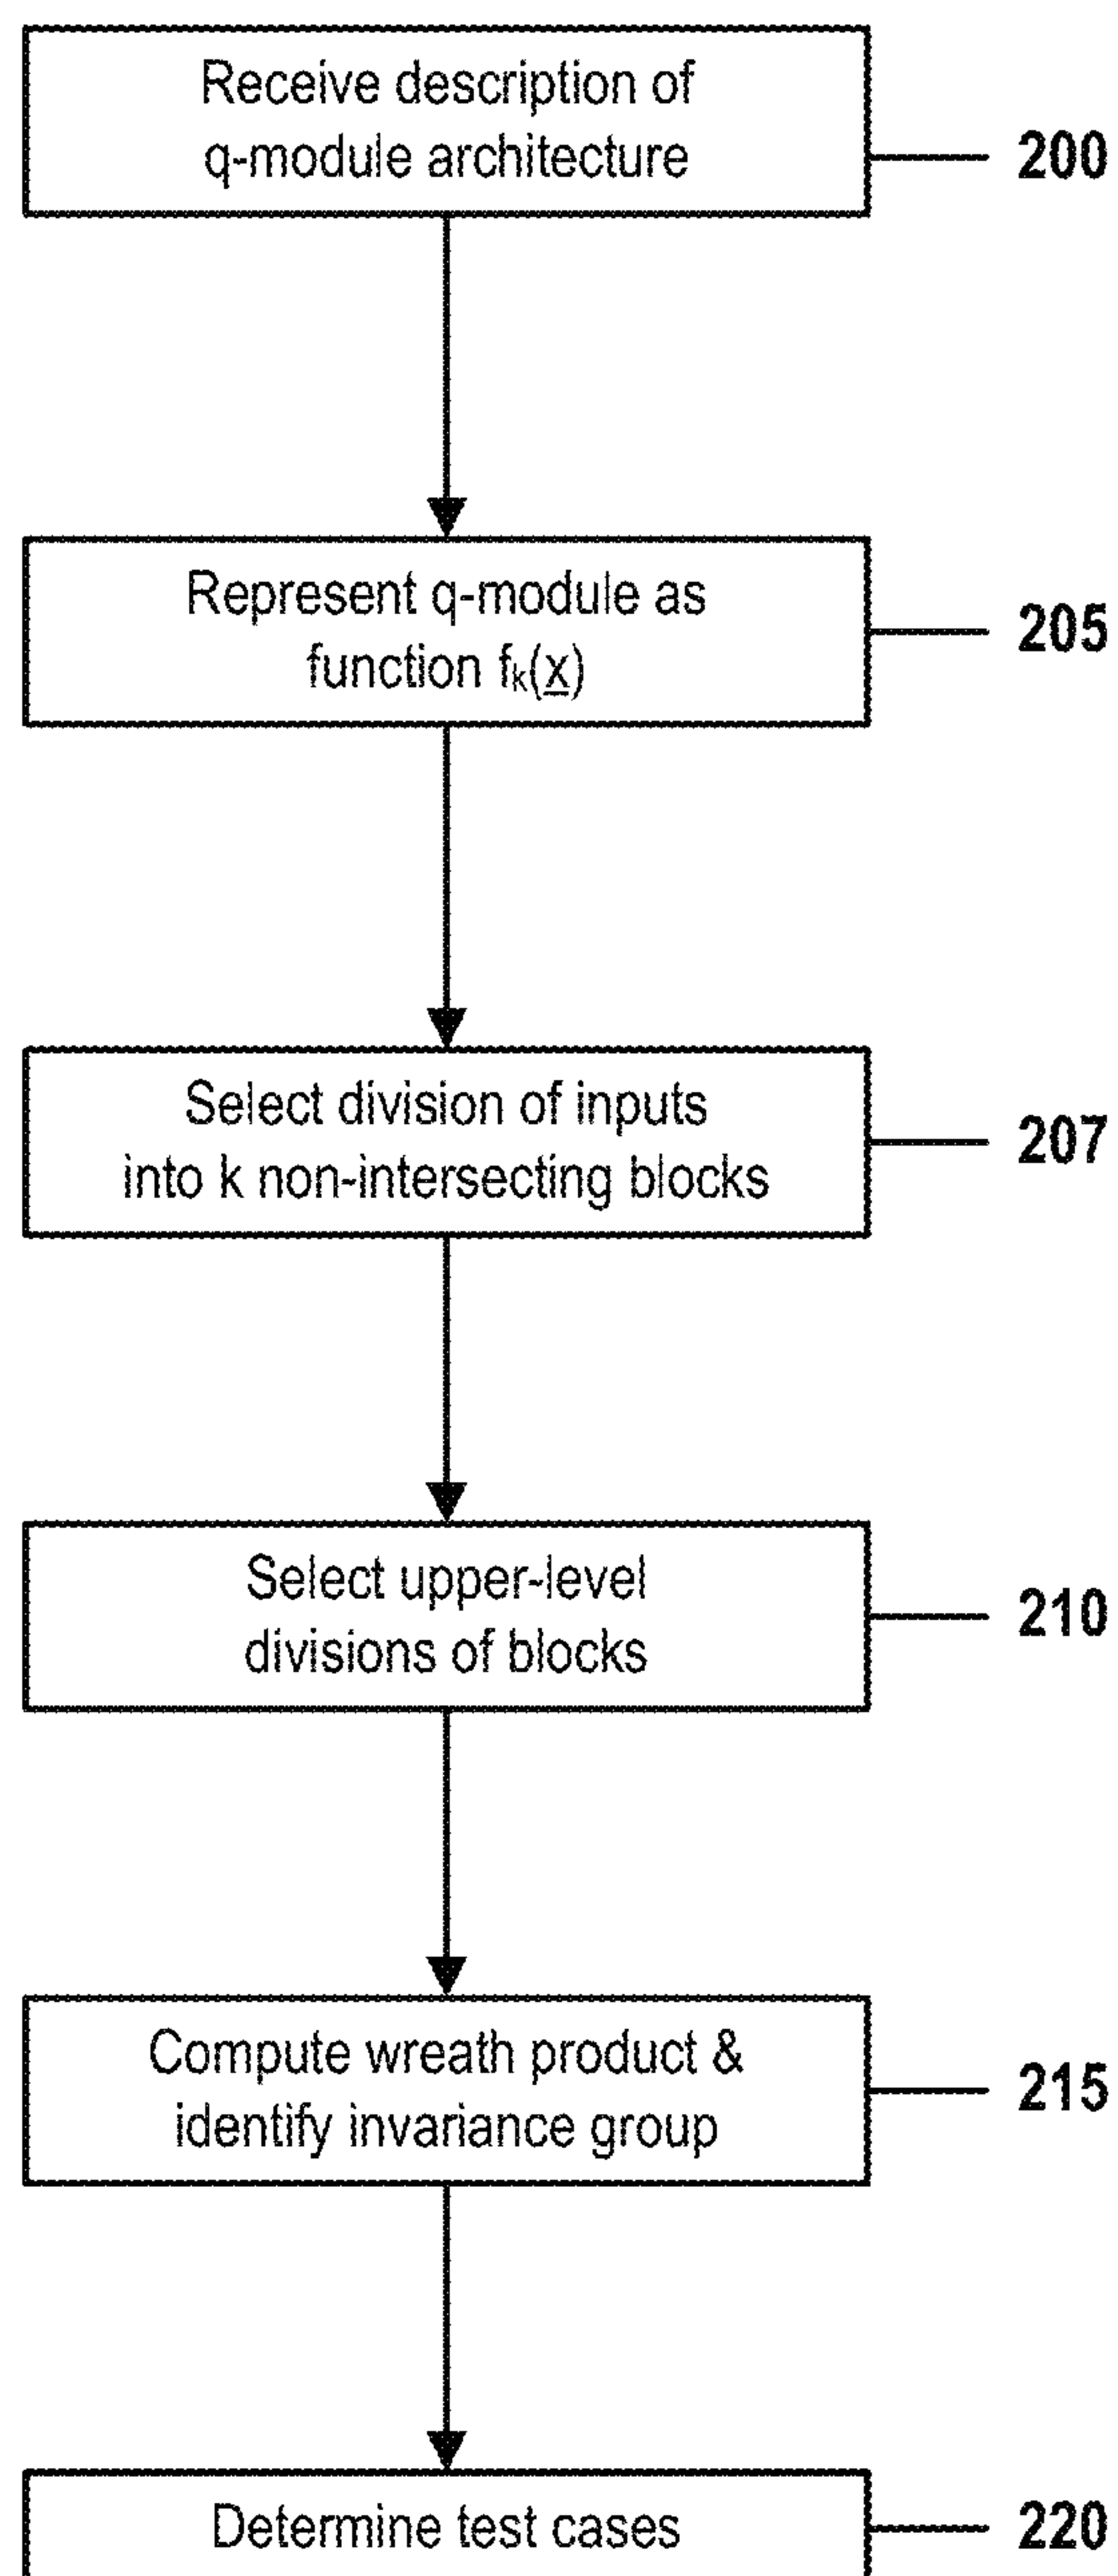 Receive description of
q-module architecture
200
Represent q-module as
function fₖ(x)
205
Select division of inputs
into k non-intersecting blocks
207
Select upper-level
divisions of blocks
210
Compute wreath product &
identify invariance group
215
Determine test cases
220